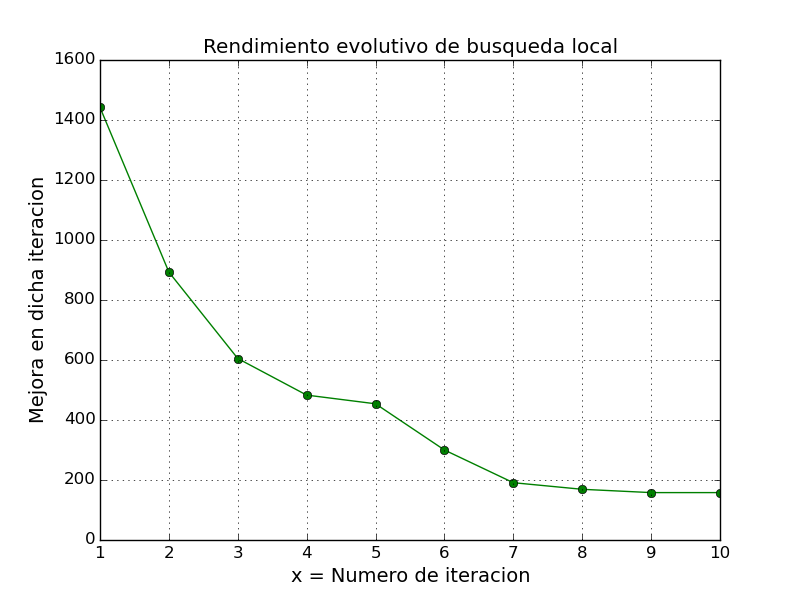 Rendimiento evolutivo de busqueda local
1600
1400
1200
1000
800
600
400
200
0
Mejora en dicha iteracion
1 2 3 4 5 6 7 8 9 10
x = Numero de iteracion